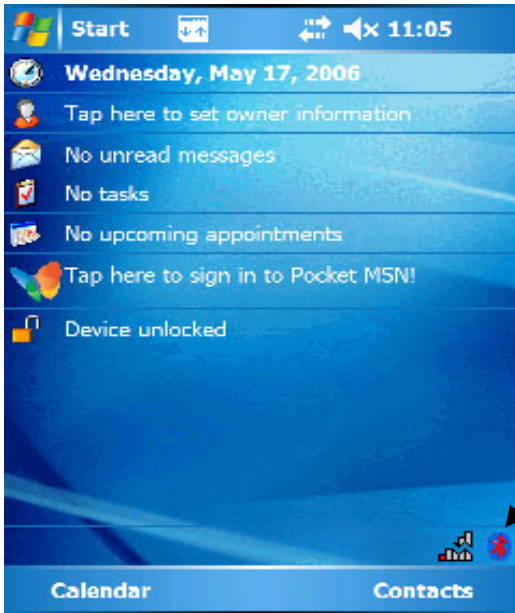 Start 11:05
Wednesday, May 17, 2006
Tap here to set owner information
No unread messages
No tasks
No upcoming appointments
Tap here to sign in to Pocket MSN!
Device unlocked
Calendar Contacts